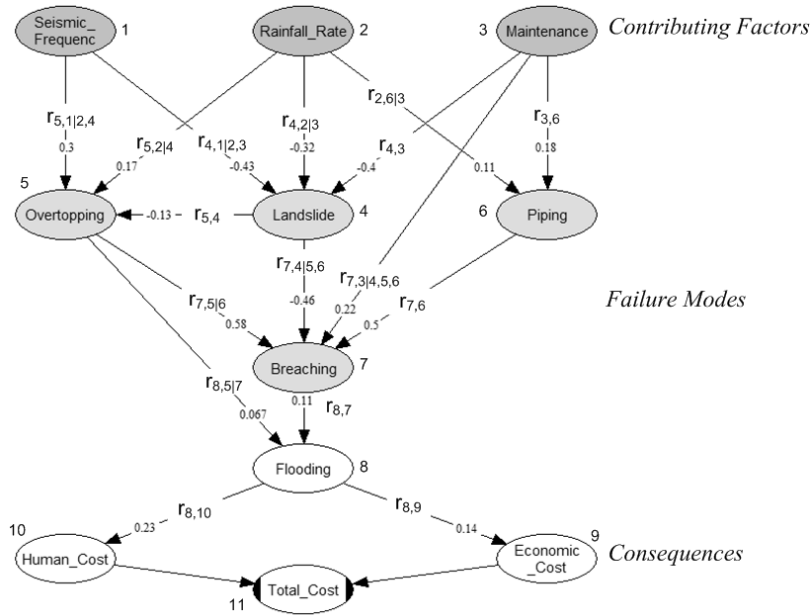 Seismic_
Frequenc
1
Rainfall_Rate
2
3
Maintenance
Contributing Factors
r5,1|2,4
0.3
r5,2|4
0.17
r4,1|2,3
-0.43
r4,2|3
-0.32
r4,3
-0.4
r2,6|3
0.11
r3,6
0.18
5
Overtopping
-0.13
r5,4
Landslide
4
6
Piping
r7,4|5,6
-0.46
r7,3|4,5,6
0.22
r7,6
0.5
r7,5|6
0.58
Failure Modes
Breaching
7
r8,5|7
0.067
0.11
r8,7
Flooding
8
r8,10
0.23
r8,9
0.14
10
Human_Cost
9
Economic
_Cost
Consequences
Total_Cost
11